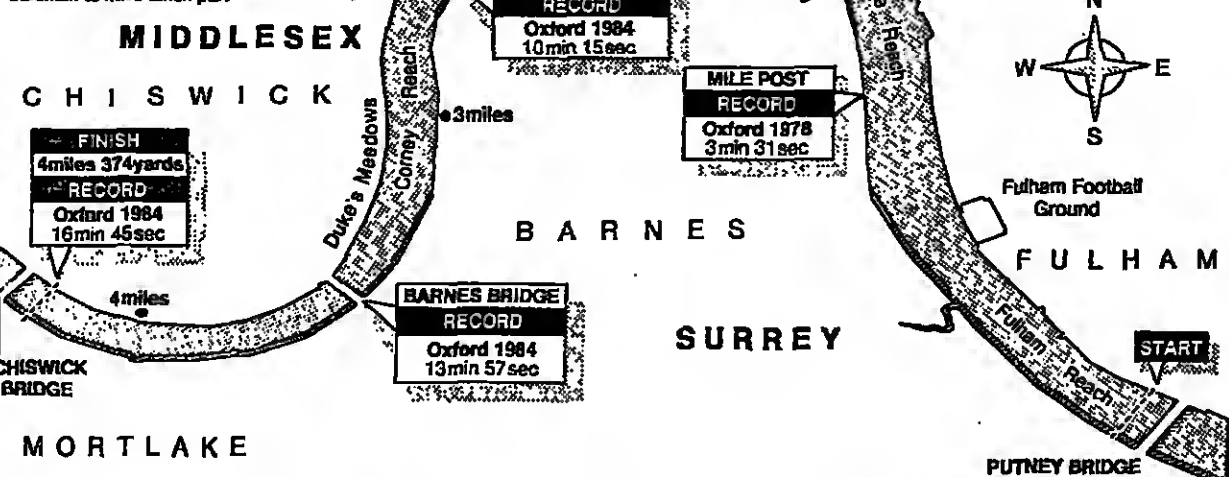 RECORD
Oxford 1984
10min 15sec
MIDDLESEX
CHISWICK
Duke's Meadows
Corney Reach
3miles
MILE POST
RECORD
Oxford 1978
3min 31sec
Reach
N
W
E
S
FINISH
4miles 374yards
RECORD
Oxford 1984
16min 45sec
BARNES
Fulham Football
Ground
FULHAM
4miles
BARNES BRIDGE
RECORD
Oxford 1984
13min 57sec
SURREY
Fulham Reach
START
CHISWICK
BRIDGE
MORTLAKE
PUTNEY BRIDGE